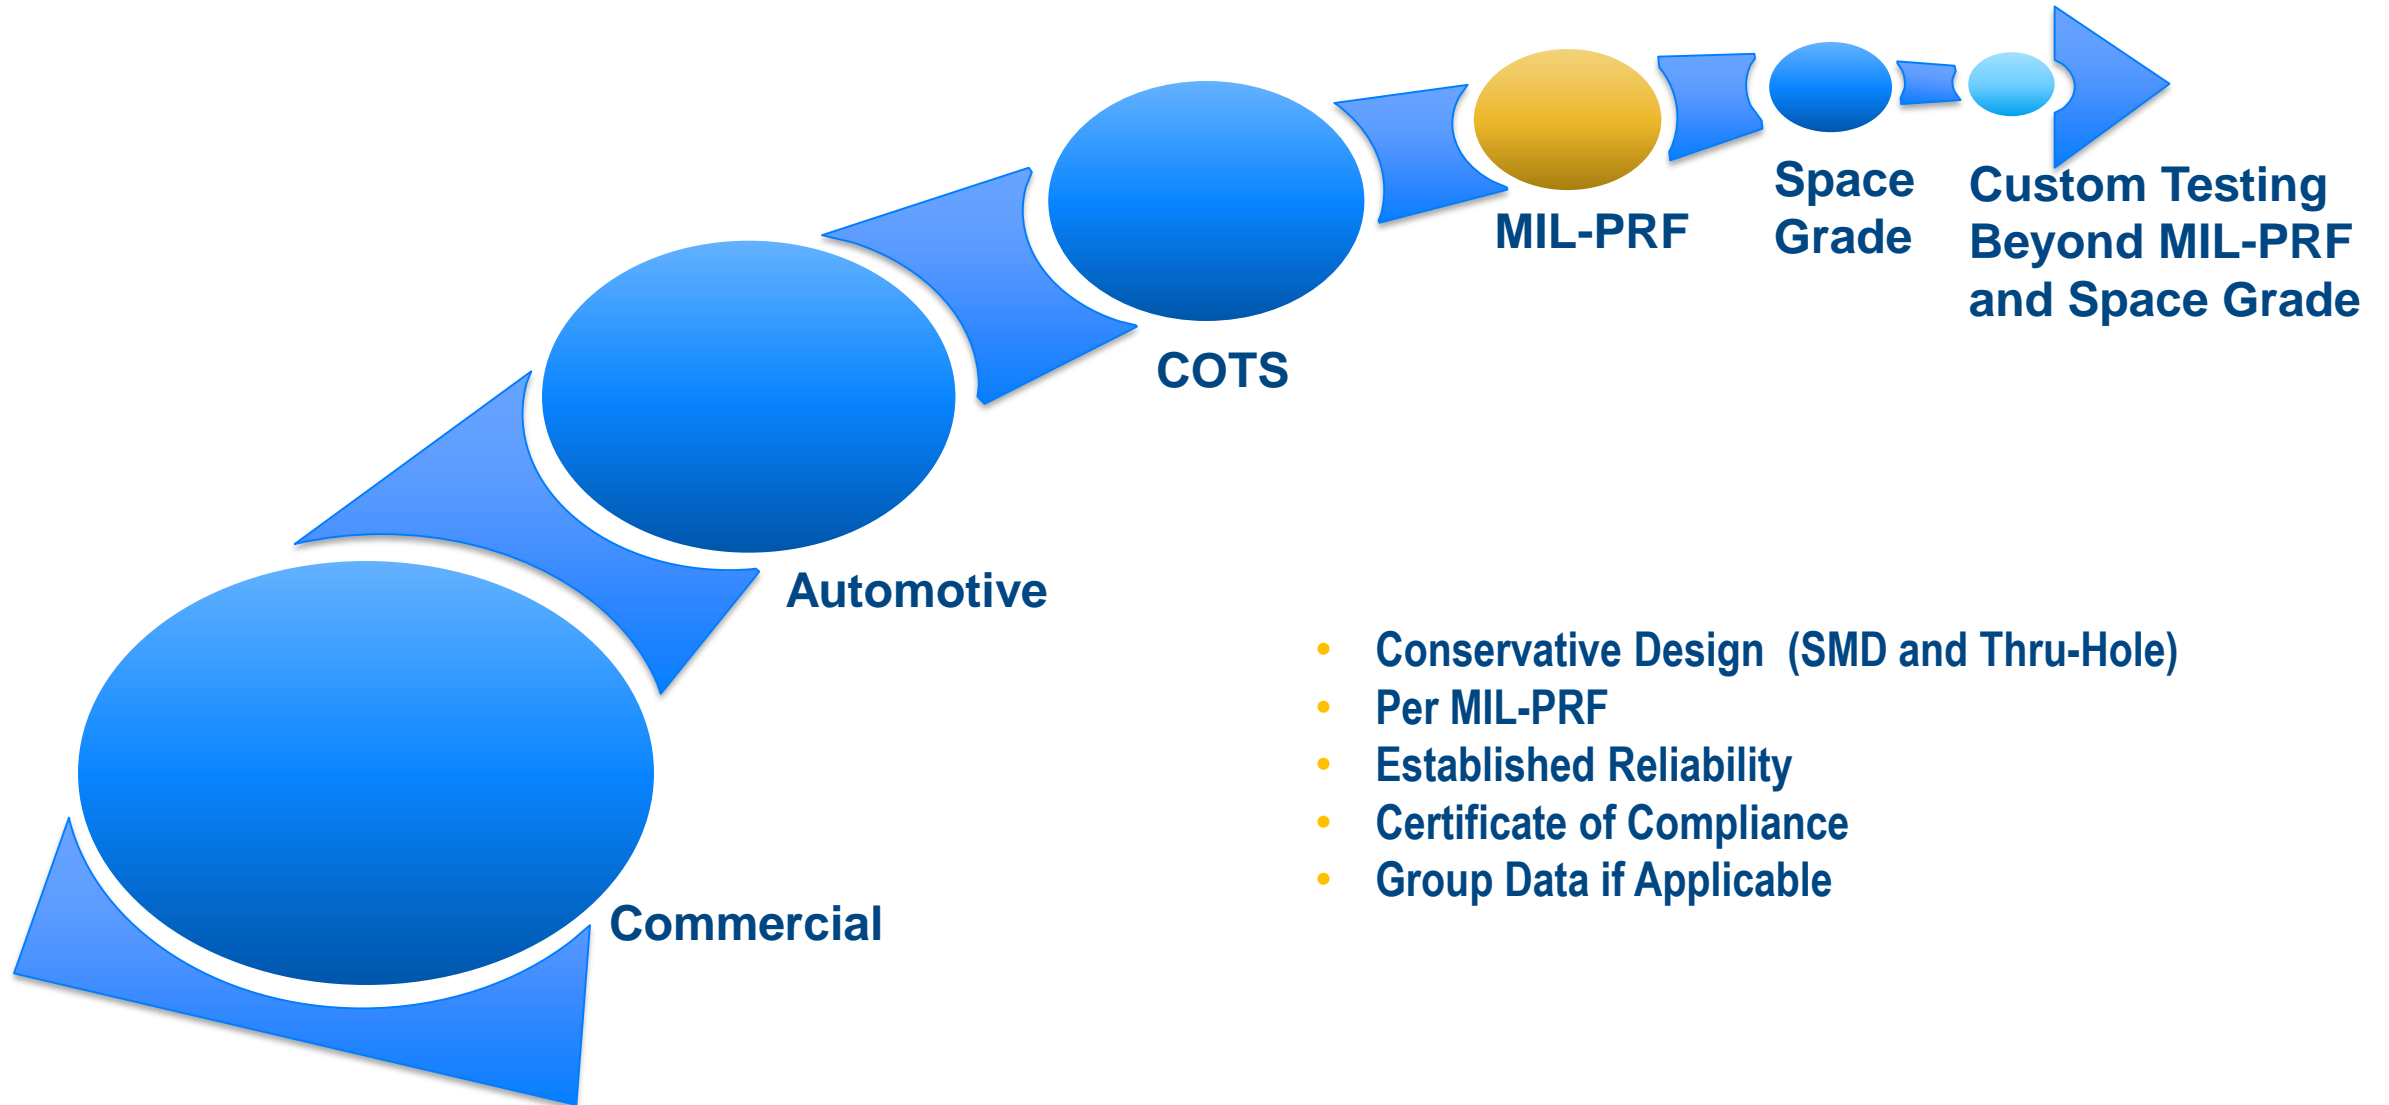 Space
Grade
Custom Testing
Beyond MIL-PRF
and Space Grade
MIL-PRF
COTS
Automotive
Commercial
• Conservative Design (SMD and Thru-Hole)
• Per MIL-PRF
• Established Reliability
• Certificate of Compliance
• Group Data if Applicable